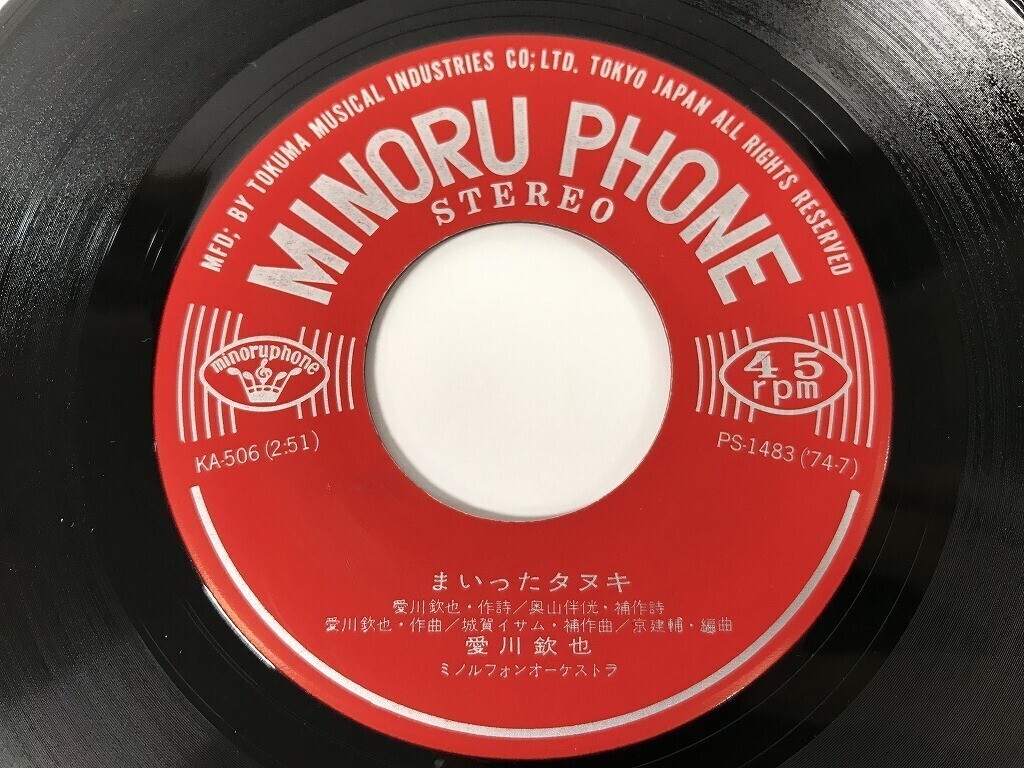 MFD; BY TOKUMA MUSICAL INDUSTRIES CO; LTD. TOKYO JAPAN ALL RIGHTS RESERVED
MINORU PHONE
STEREO
minoruphone
45
rpm
KA-506 (2:51)
PS-1483 ('74-7)
まいったタヌキ
愛川欽也・作詩／奥山伴侊・補作詩
愛川欽也・作曲／城賀イサム・補作曲／京建輔・編曲
愛川欽也
ミノルフォンオーケストラ